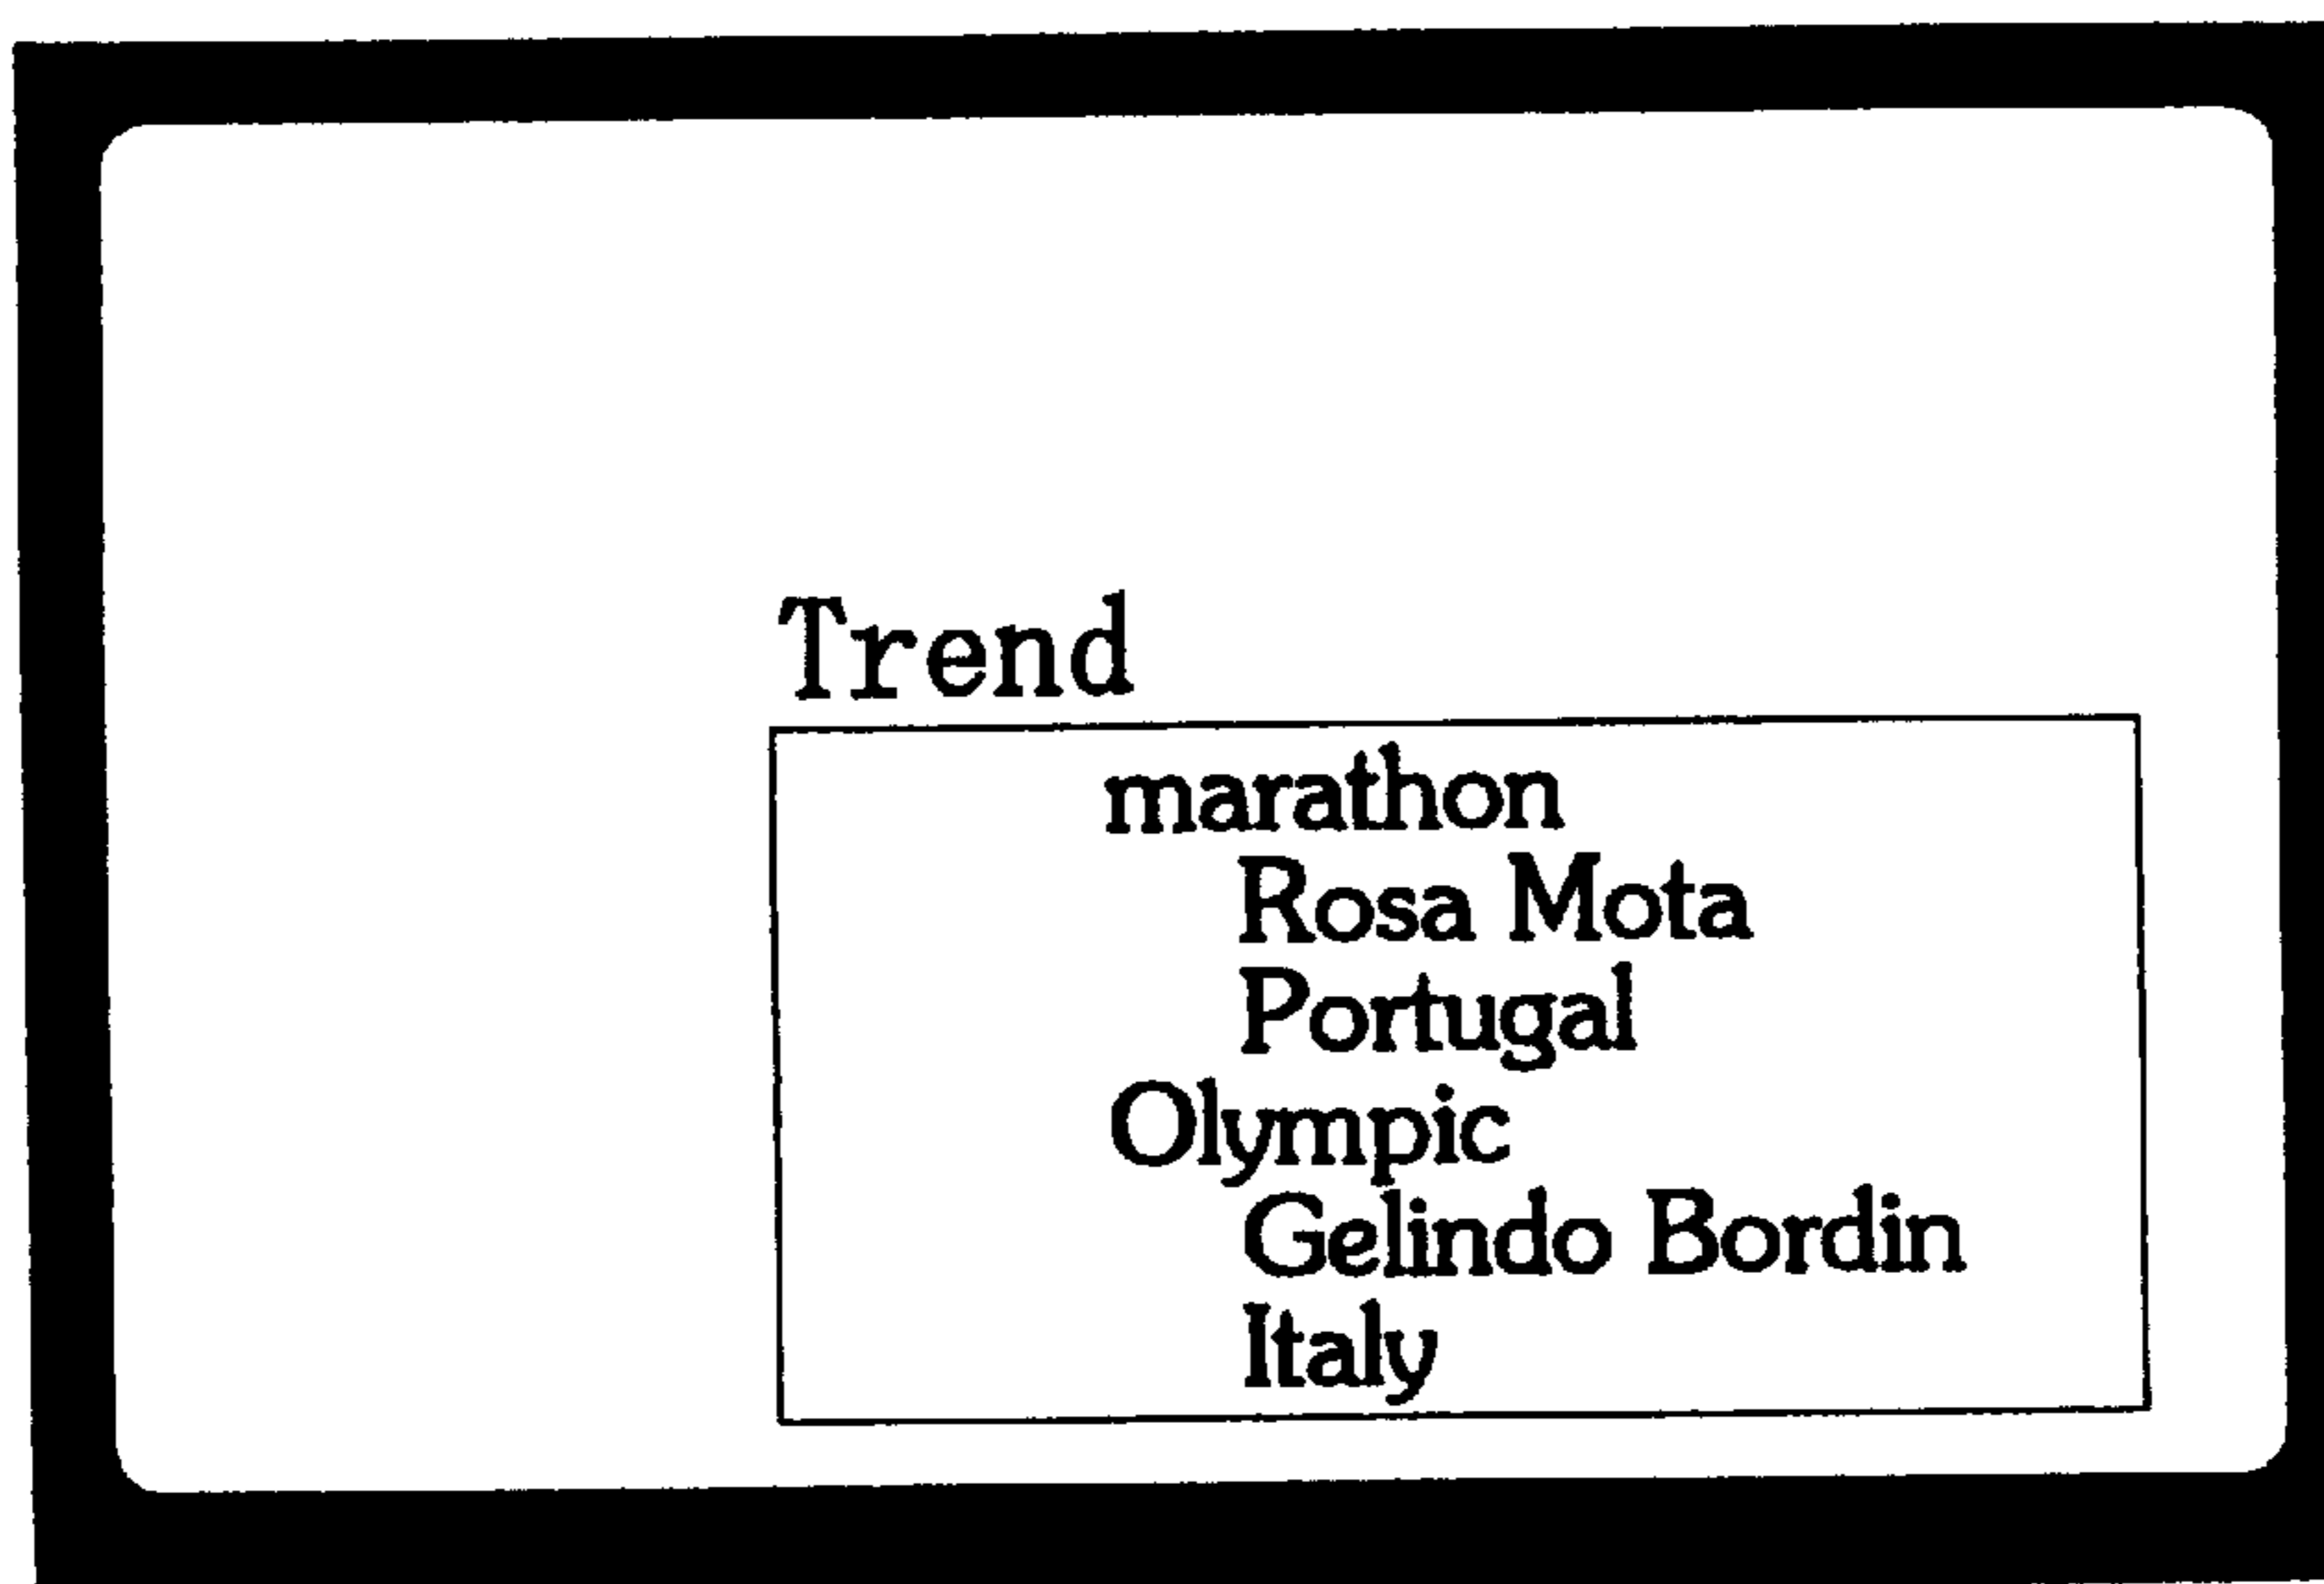 Trend
marathon
Rosa Mota
Portugal
Olympic
Gelindo Bordin
Italy